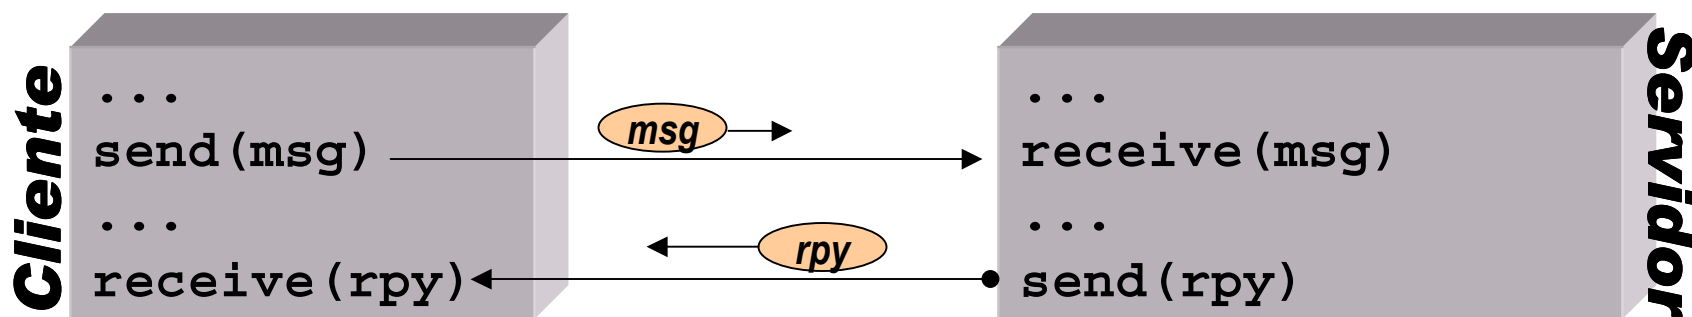 Cliente
...
send(msg)
...
receive(rpy)
msg
rpy
...
receive(msg)
...
send(rpy)
Servidor